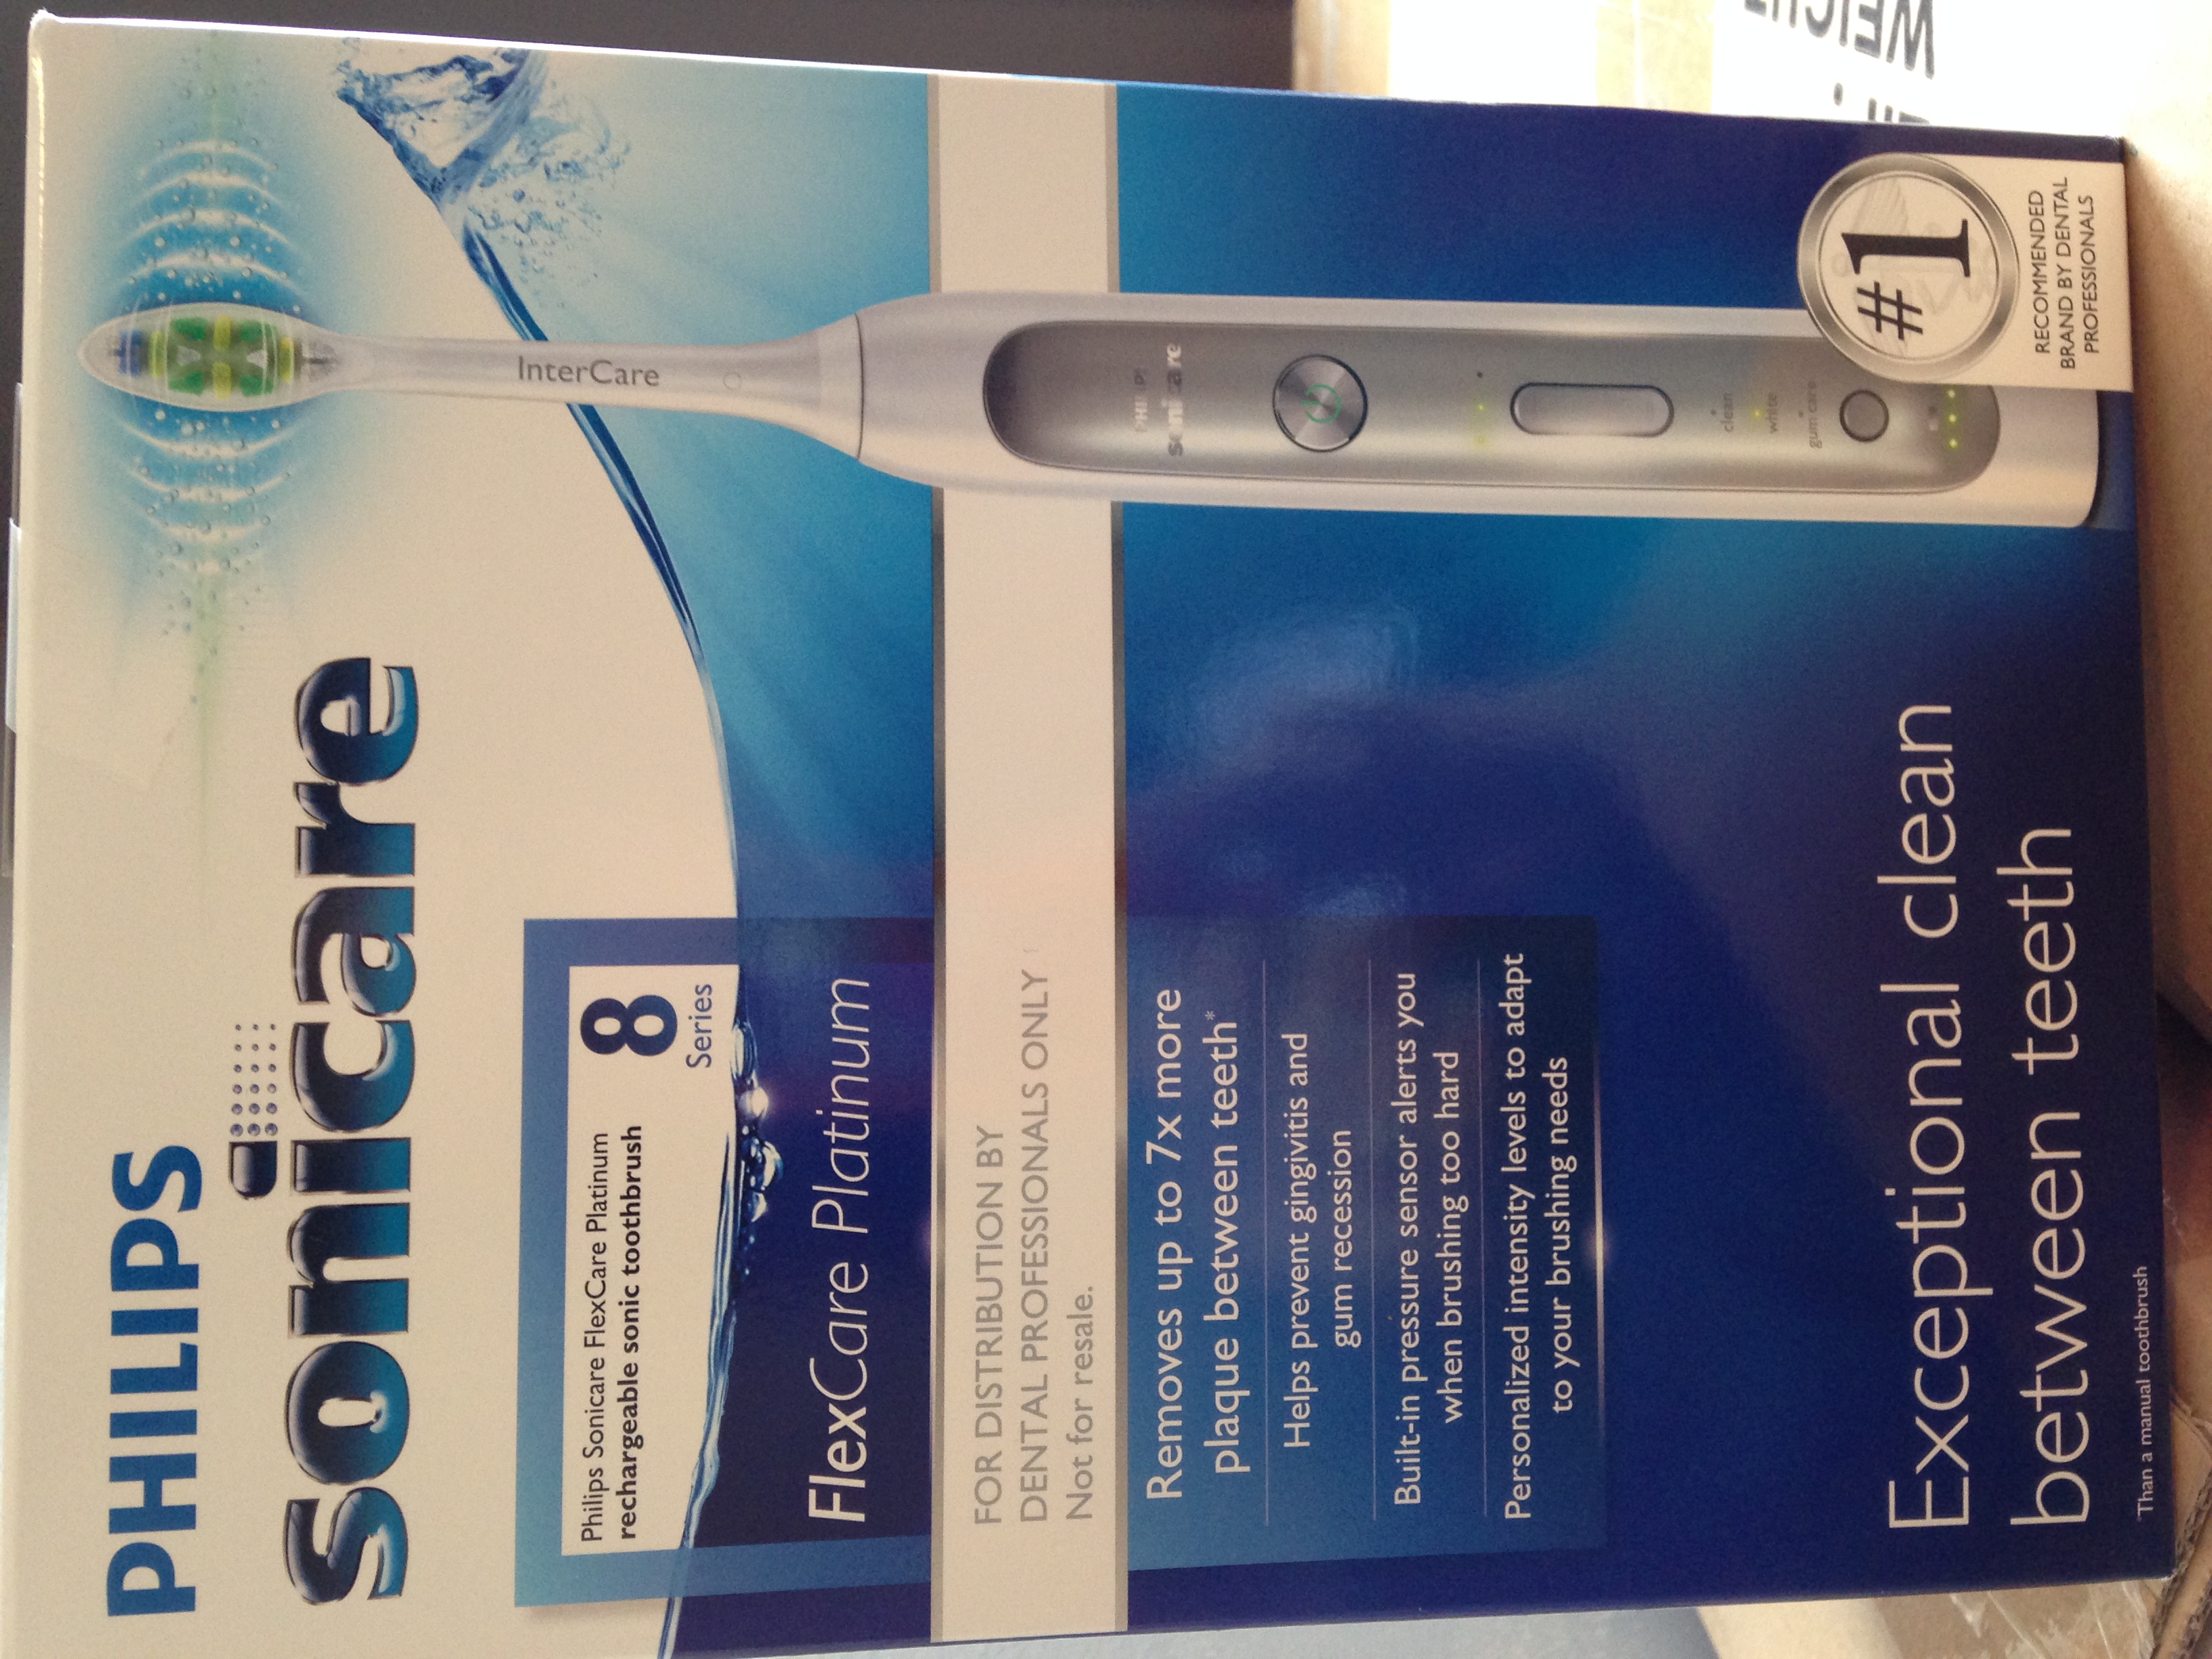 PHILIPS
sonicare
Philips Sonicare FlexCare Platinum
rechargeable sonic toothbrush
8
Series
FlexCare Platinum
FOR DISTRIBUTION BY
DENTAL PROFESSIONALS ONLY
Not for resale.
Removes up to 7x more
plaque between teeth*
Helps prevent gingivitis and
gum recession
Built-in pressure sensor alerts you
when brushing too hard
Personalized intensity levels to adapt
to your brushing needs
Exceptional clean
between teeth
*Than a manual toothbrush
InterCare
PHILIPS
sonicare
clean
white
gum care
#1
RECOMMENDED
BRAND BY DENTAL
PROFESSIONALS